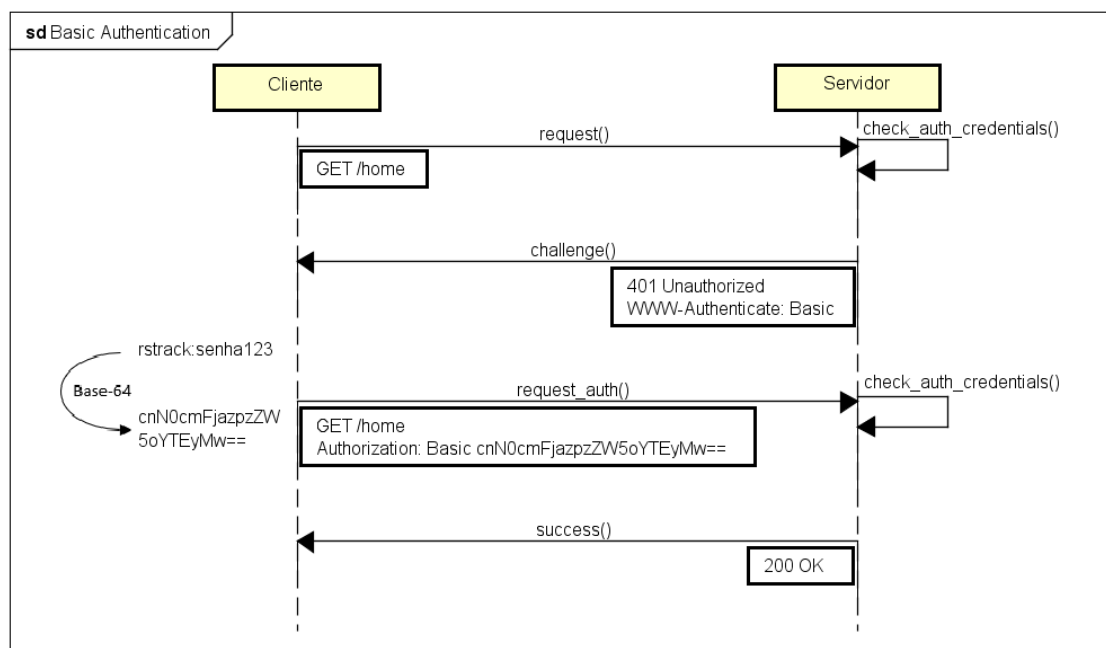 sd Basic Authentication
Cliente
Servidor
request()
check_auth_credentials()
GET /home
challenge()
401 Unauthorized
WWW-Authenticate: Basic
rstrack:senha123
Base-64
cnN0cmFjazpzZW
5oYTEyMw==
request_auth()
check_auth_credentials()
GET /home
Authorization: Basic cnN0cmFjazpzZW5oYTEyMw==
success()
200 OK